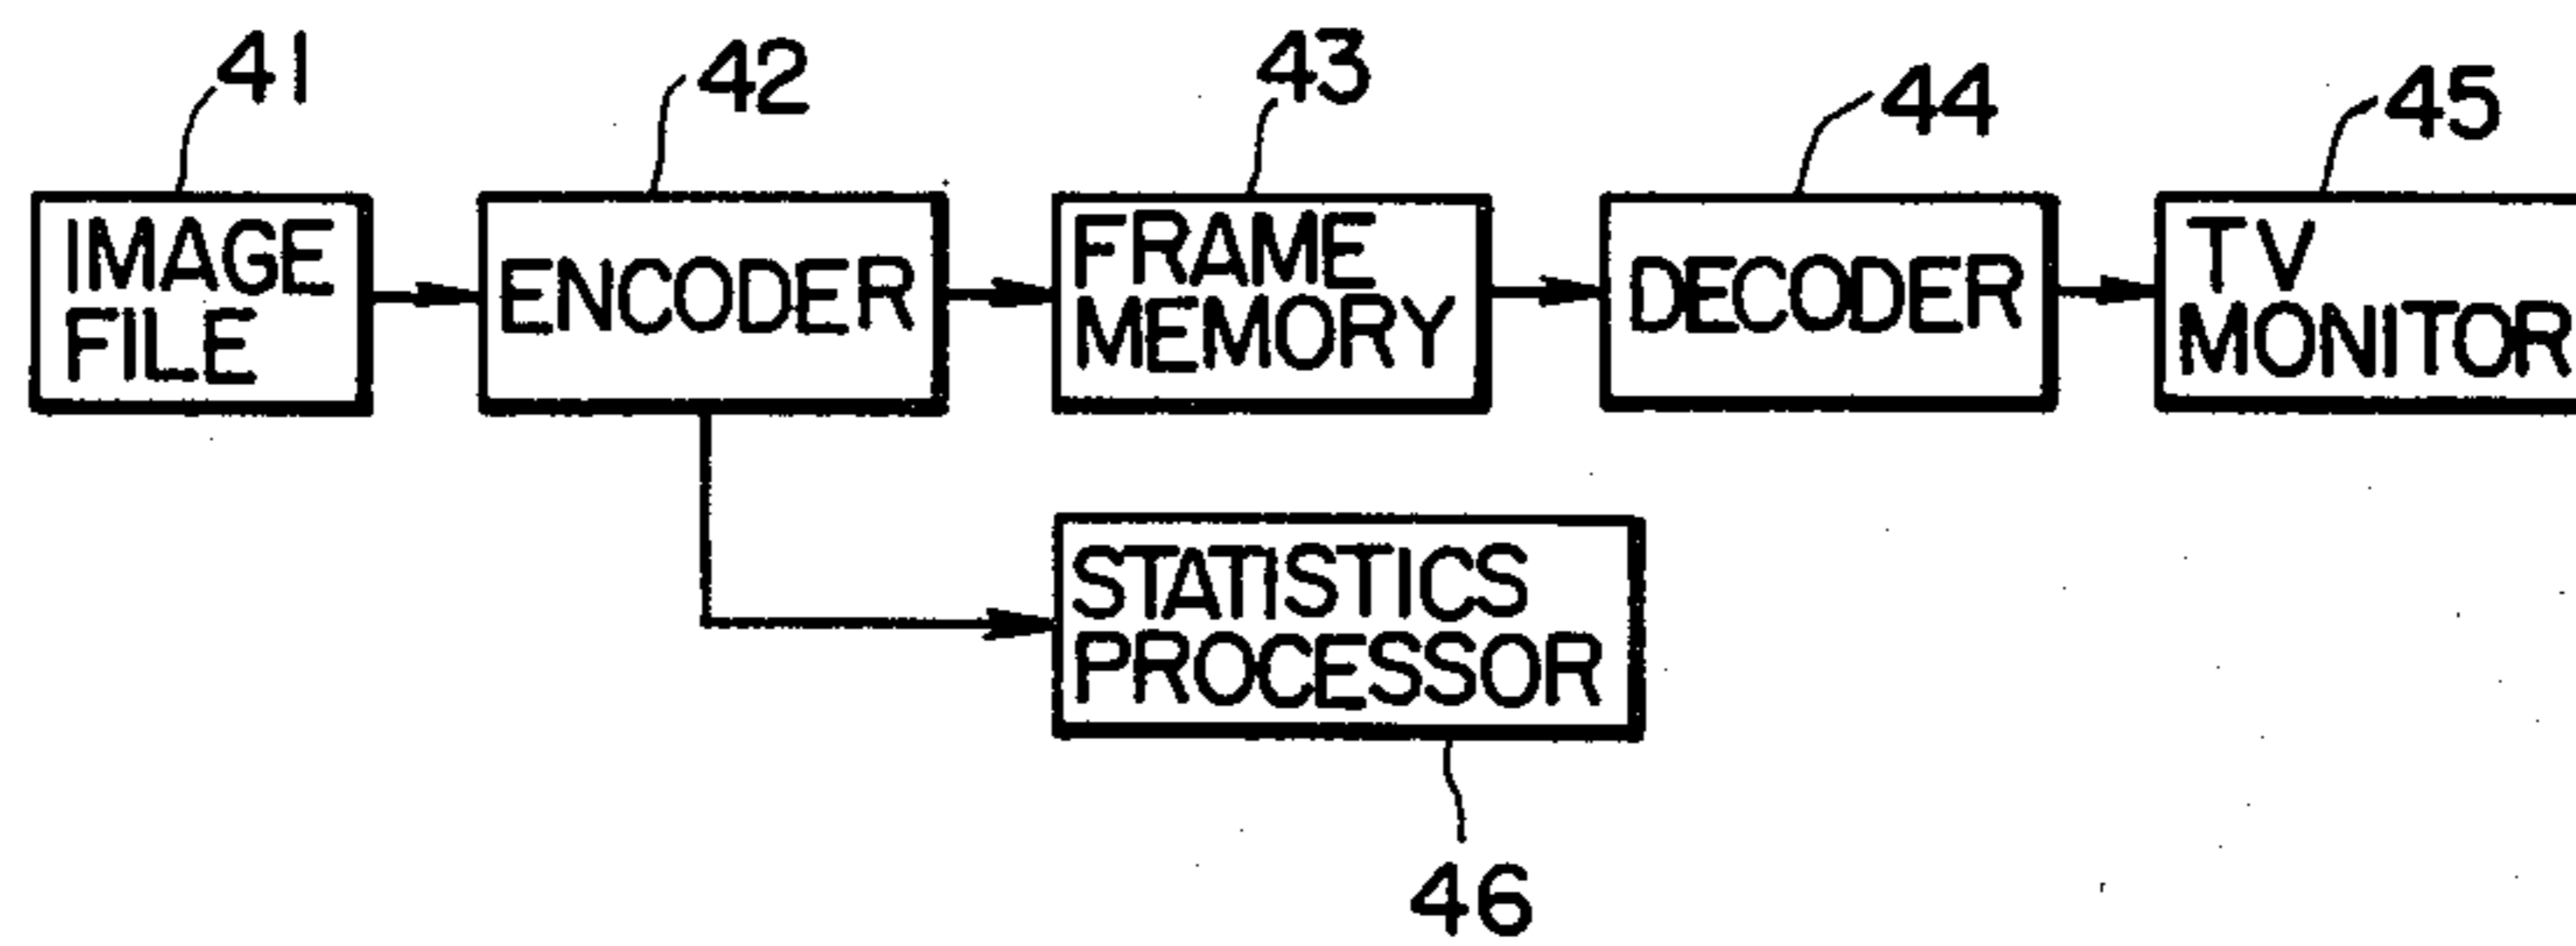 41
42
43
44
45
IMAGE
FILE
ENCODER
FRAME
MEMORY
DECODER
TV
MONITOR
STATISTICS
PROCESSOR
46